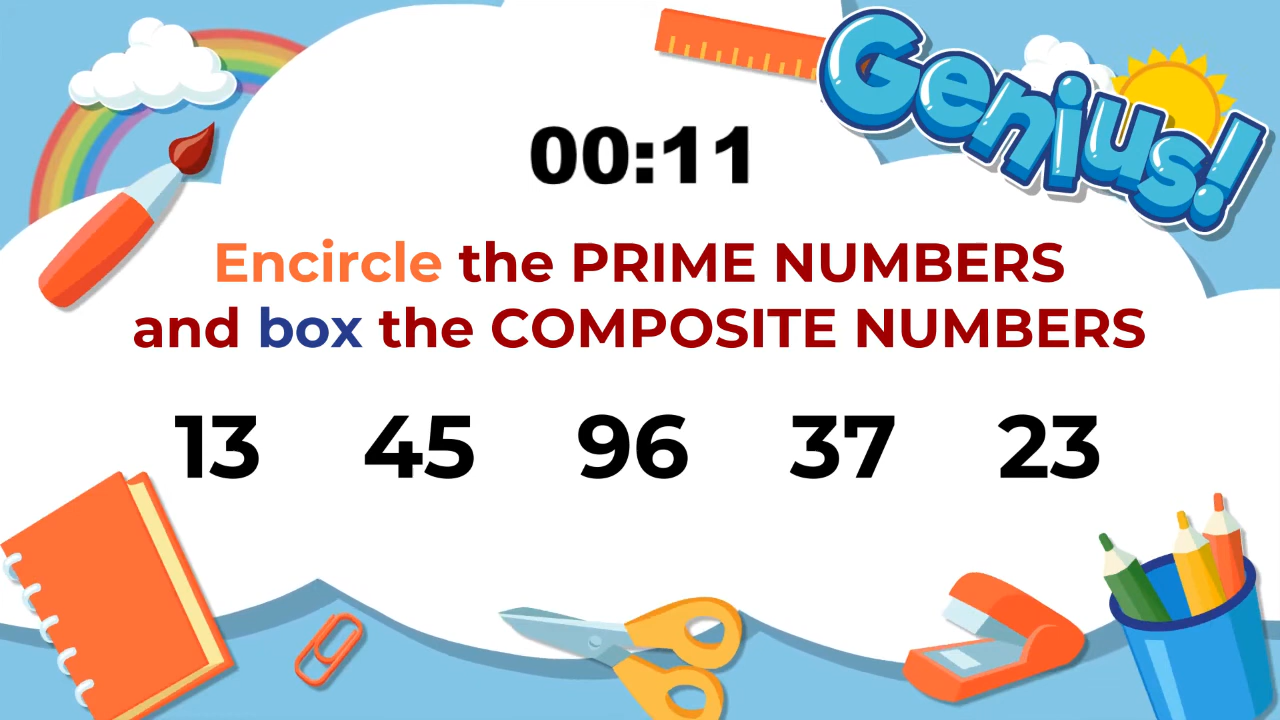 Genius!
00:11
Encircle the PRIME NUMBERS
and box the COMPOSITE NUMBERS
13 45 96 37 23